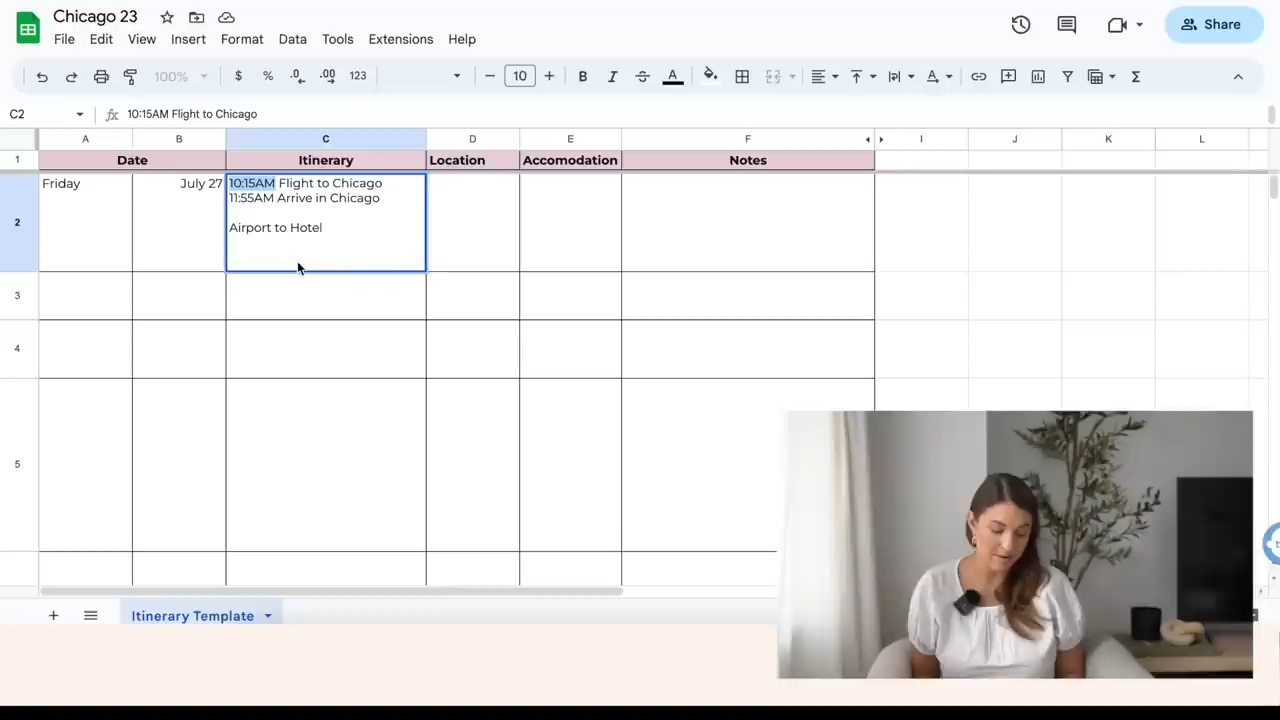 Chicago 23
File Edit View Insert Format Data Tools Extensions Help
Share
100% $ % .0 .00 123 10 B I A Σ
C2 fx 10:15AM Flight to Chicago
A B C D E F I J K L
1 Date Itinerary Location Accomodation Notes
2 Friday July 27 10:15AM Flight to Chicago
11:55AM Arrive in Chicago
Airport to Hotel
3
4
5
Itinerary Template